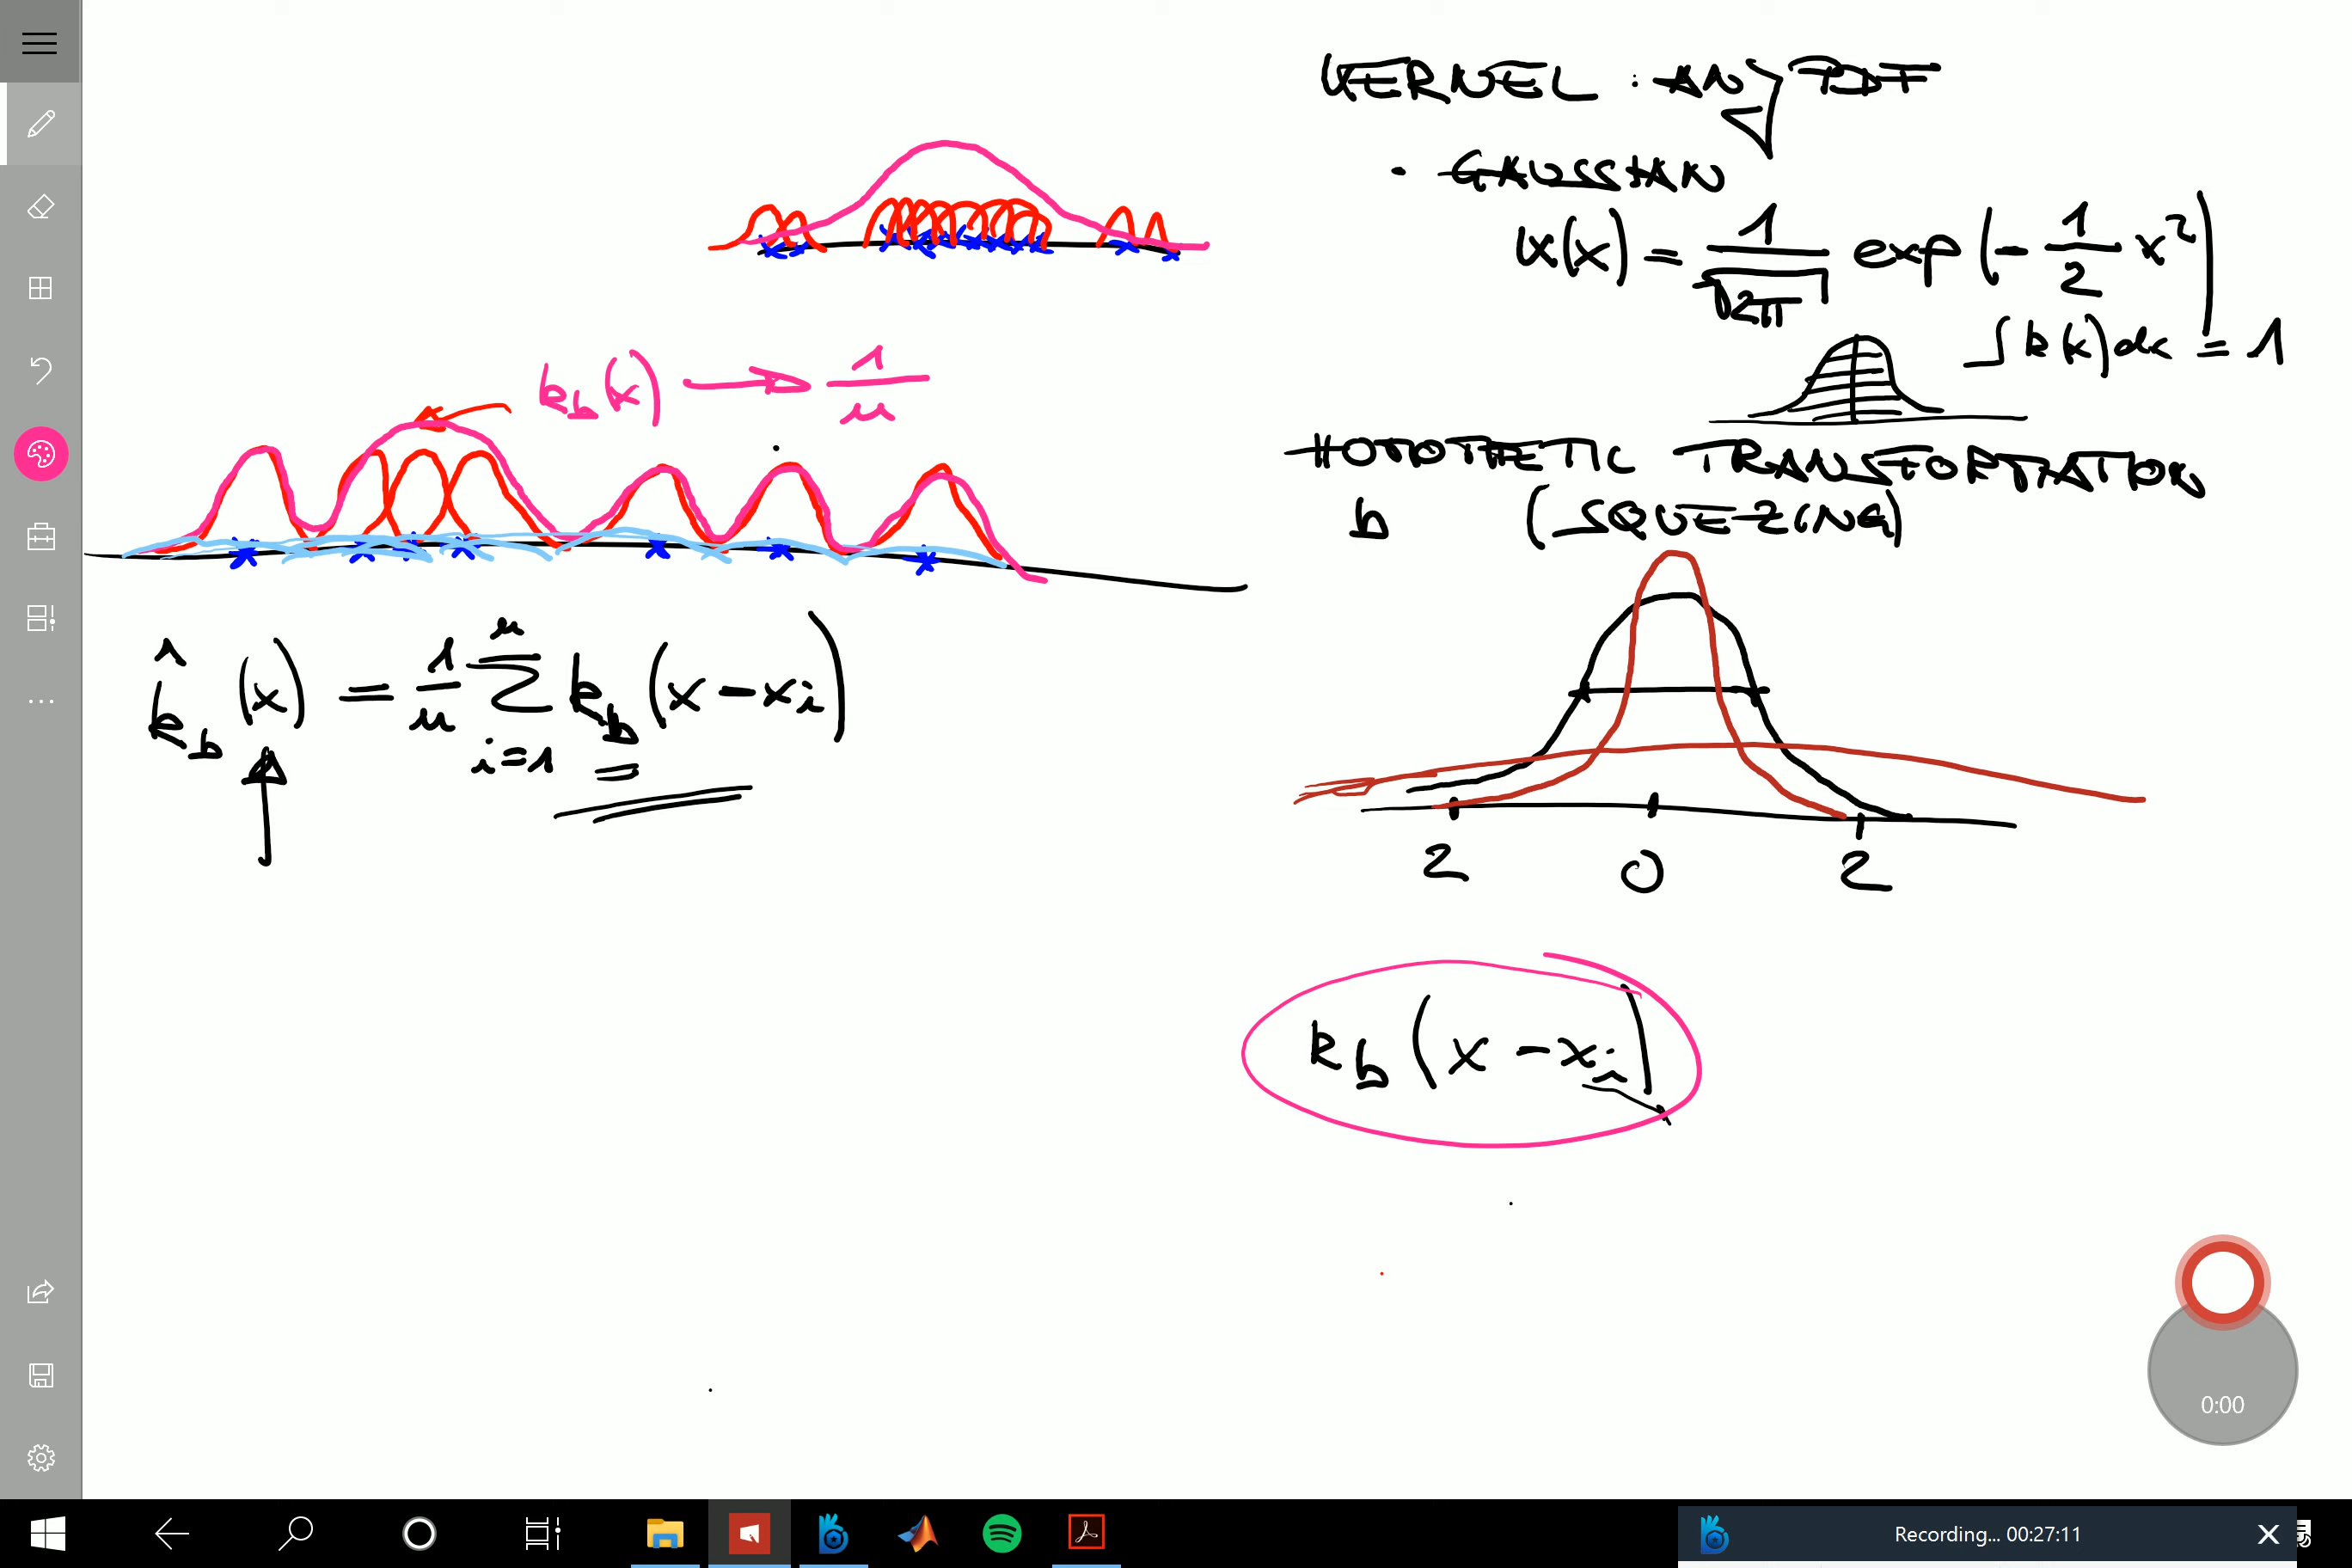 KERNEL : ANY PDF
· GAUSSIAN
K(x) = 1/√2π exp(-1/2 x²)
∫k(x)dx = 1
k_b(x) → 1/n
HOMOTHETIC TRANSFORMATION
b (SQUEEZING)
k̂_b(x) = 1/n Σ_{i=1}^{n} k_b(x-x_i)
2 0 2
k_b(x-x_i)
0:00
Recording... 00:27:11